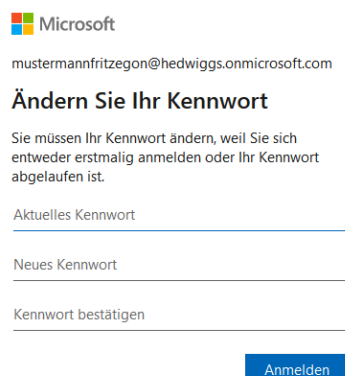 Microsoft
mustermannfritzegon@hedwiggs.onmicrosoft.com
Ändern Sie Ihr Kennwort
Sie müssen Ihr Kennwort ändern, weil Sie sich
entweder erstmalig anmelden oder Ihr Kennwort
abgelaufen ist.
Aktuelles Kennwort
Neues Kennwort
Kennwort bestätigen
Anmelden